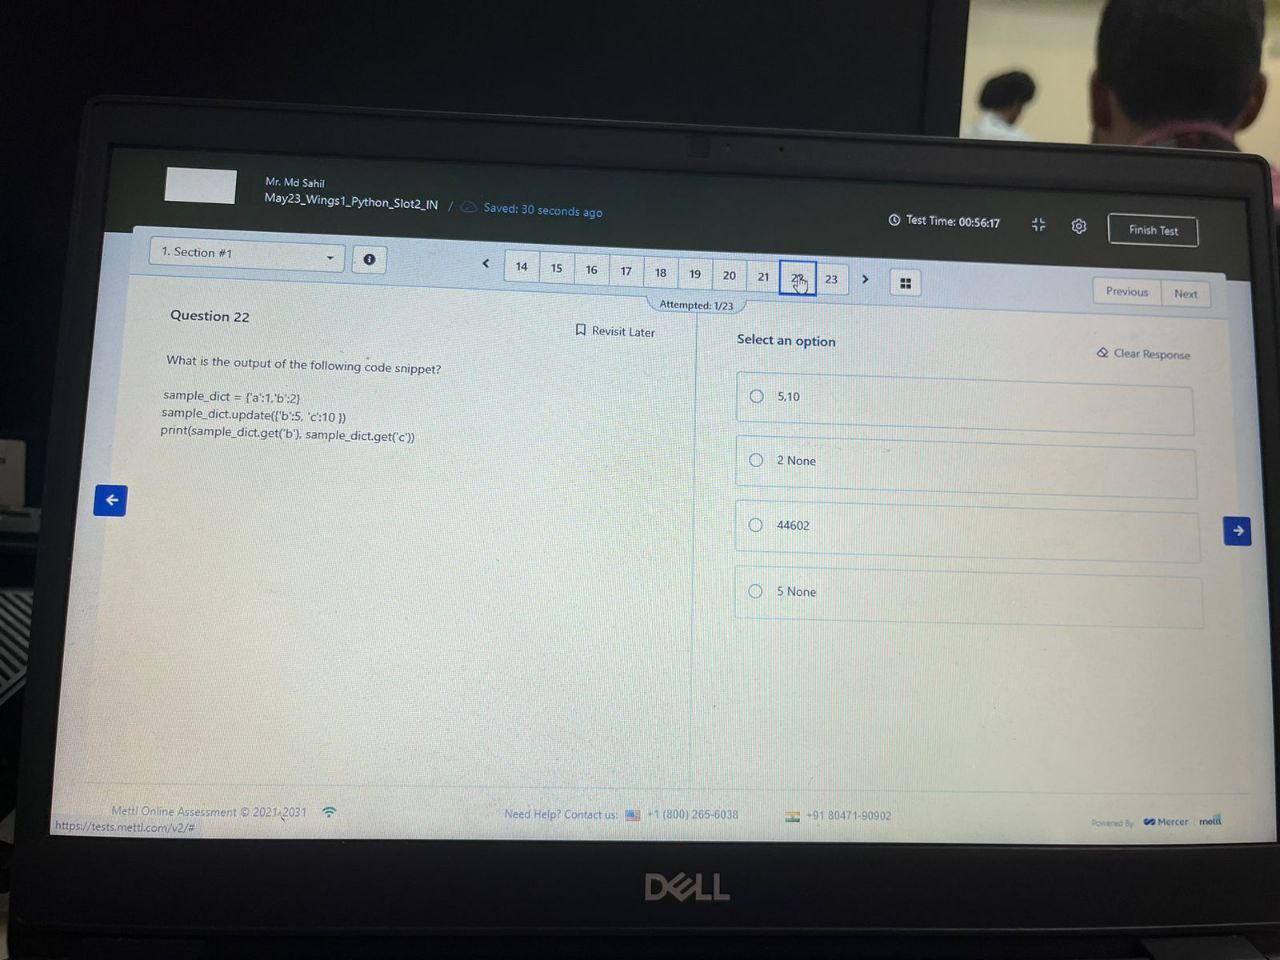 Mr. Md Sahil
May23_Wings1_Python_Slot2_IN / Saved: 30 seconds ago
Test Time: 00:56:17
Finish Test
1. Section #1
14 15 16 17 18 19 20 21 22 23
Previous Next
Attempted: 1/23
Question 22
Revisit Later
What is the output of the following code snippet?
sample_dict = {'a':1,'b':2}
sample_dict.update({'b':5, 'c':10 })
print(sample_dict.get('b'), sample_dict.get('c'))
Select an option
Clear Response
5,10
2 None
44602
5 None
Mettl Online Assessment © 2021-2031
Need Help? Contact us: +1 (800) 265-6038 +91 80471-90902
Powered By Mercer mettl
https://tests.mettl.com/v2/#
DELL